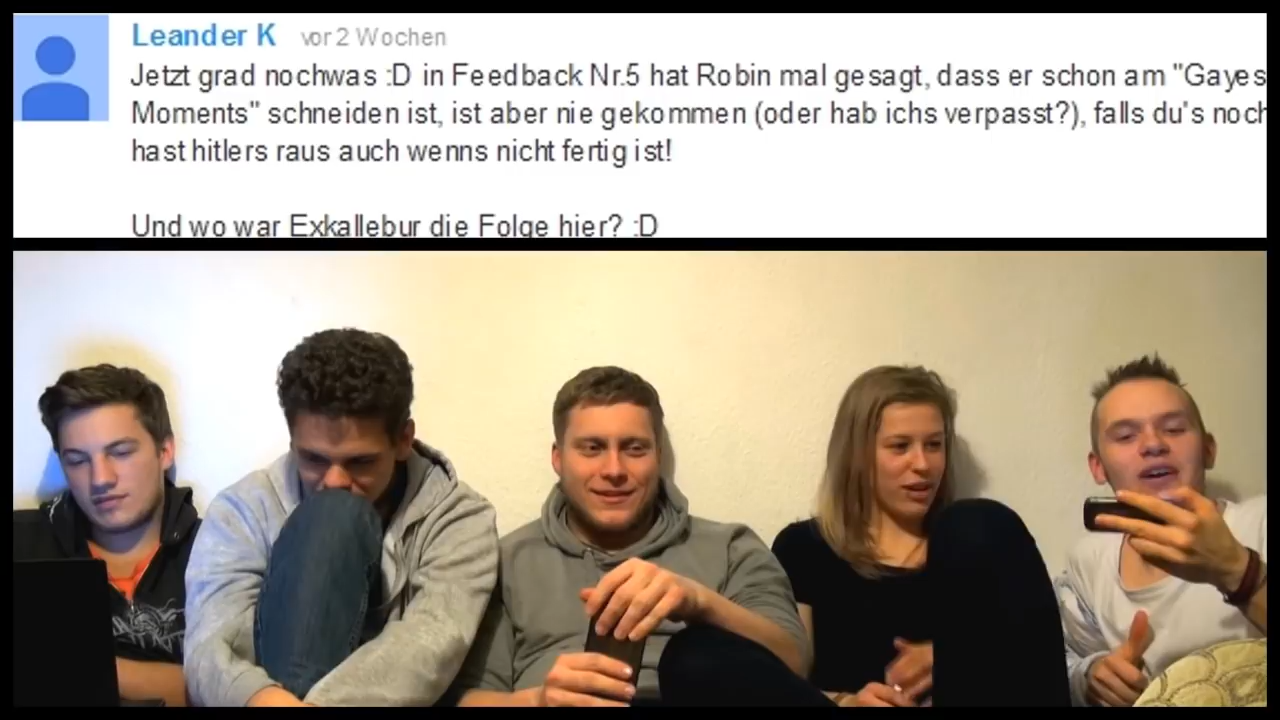 Leander K vor 2 Wochen
Jetzt grad nochwas :D in Feedback Nr.5 hat Robin mal gesagt, dass er schon am "Gayes
Moments" schneiden ist, ist aber nie gekommen (oder hab ichs verpasst?), falls du's noch
hast hitlers raus auch wenns nicht fertig ist!
Und wo war Exkallebur die Folge hier? :D